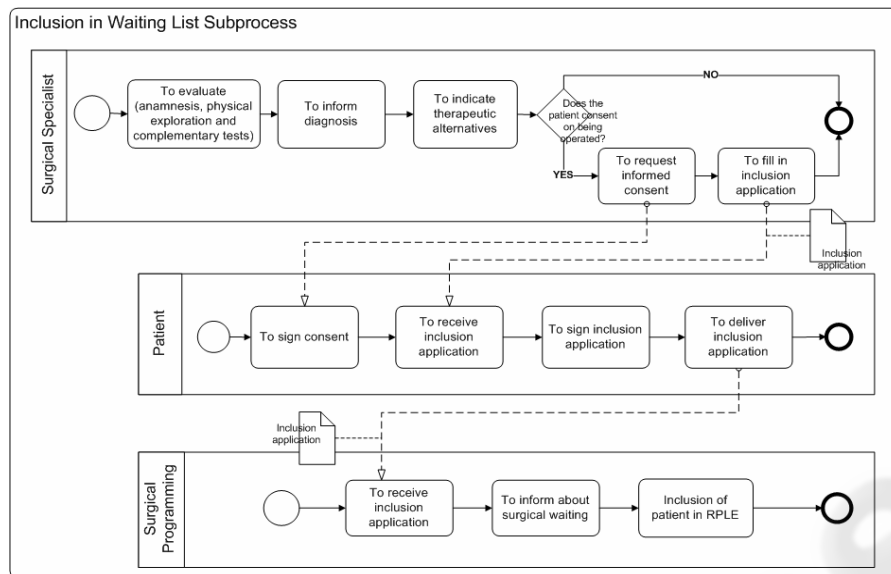 Inclusion in Waiting List Subprocess
Surgical Specialist
To evaluate
(anamnesis, physical
exploration and
complementary tests)
To inform
diagnosis
To indicate
therapeutic
alternatives
Does the
patient consent
on being
operated?
NO
YES
To request
informed
consent
To fill in
inclusion
application
Inclusion
application
Patient
To sign consent
To receive
inclusion
application
To sign inclusion
application
To deliver
inclusion
application
Inclusion
application
Surgical
Programming
To receive
inclusion
application
To inform about
surgical waiting
Inclusion of
patient in RPLE